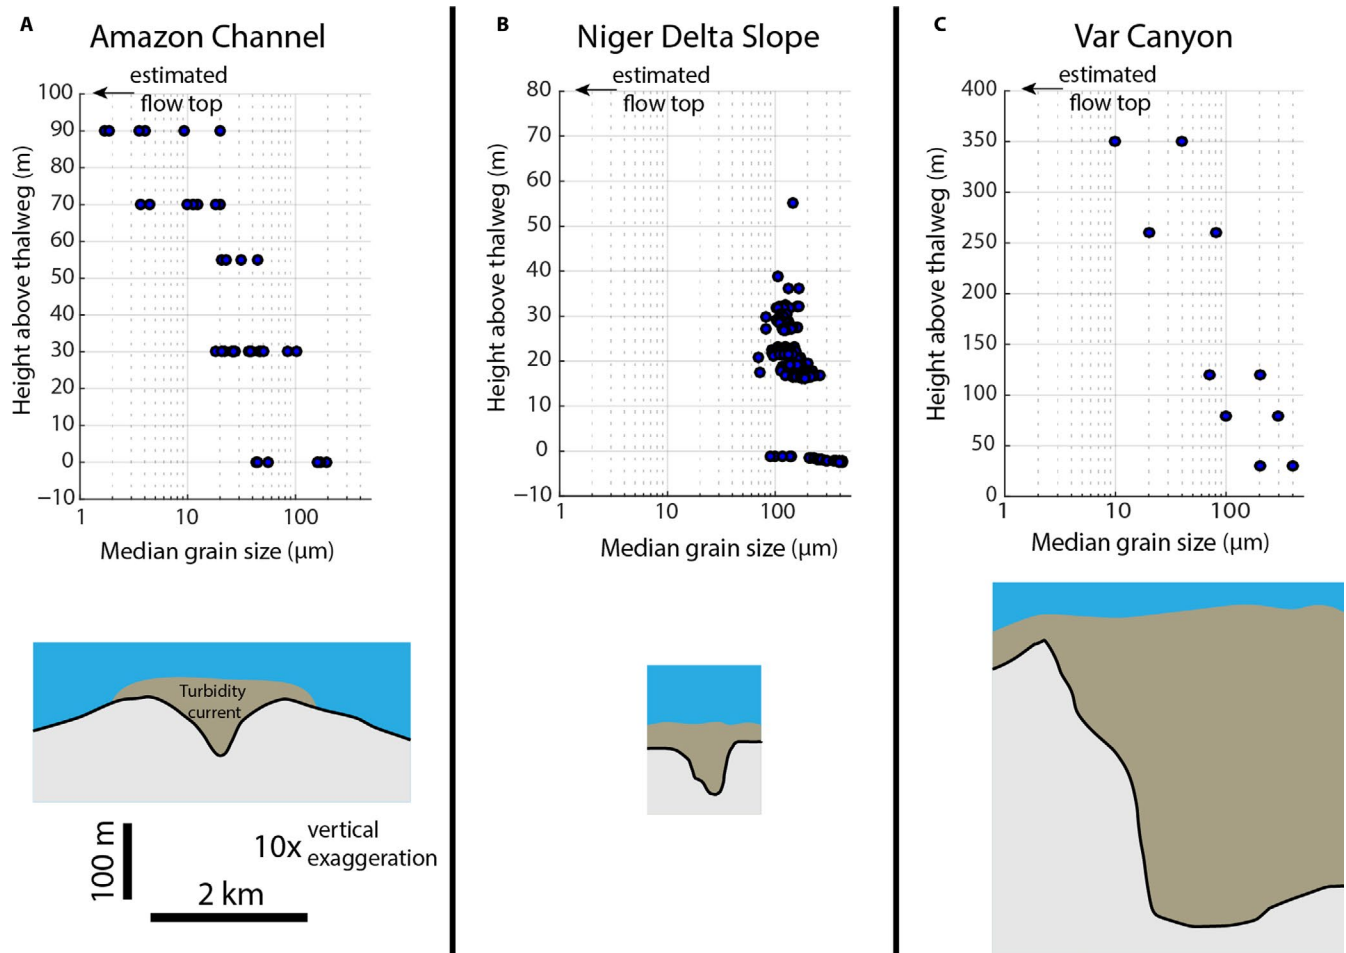 A
Amazon Channel
estimated
flow top
100
90
80
70
60
50
40
30
20
10
0
−10
Height above thalweg (m)
1
10
100
Median grain size (μm)
Turbidity
current
100 m
10x vertical
exaggeration
2 km
B
Niger Delta Slope
estimated
flow top
80
70
60
50
40
30
20
10
0
−10
Height above thalweg (m)
1
10
100
Median grain size (μm)
C
Var Canyon
estimated
flow top
400
350
300
250
200
150
100
50
0
Height above thalweg (m)
1
10
100
Median grain size (μm)